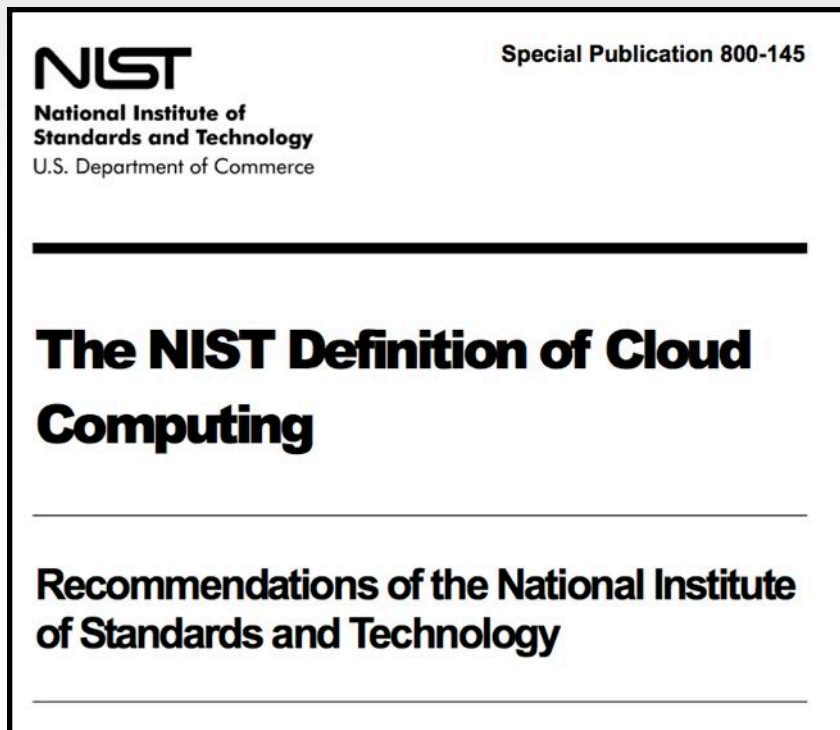 NIST
Special Publication 800-145
National Institute of
Standards and Technology
U.S. Department of Commerce
The NIST Definition of Cloud
Computing
Recommendations of the National Institute
of Standards and Technology